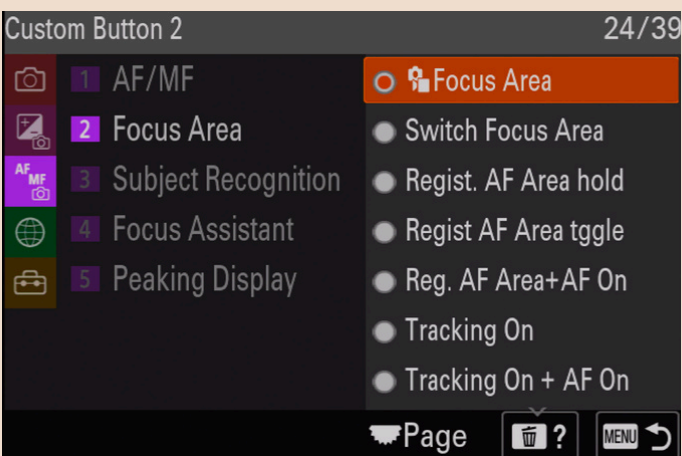 Custom Button 2 24/39
1 AF/MF
2 Focus Area
3 Subject Recognition
4 Focus Assistant
5 Peaking Display
AF MF
Focus Area
Switch Focus Area
Regist. AF Area hold
Regist AF Area tggle
Reg. AF Area+AF On
Tracking On
Tracking On + AF On
Page ? MENU